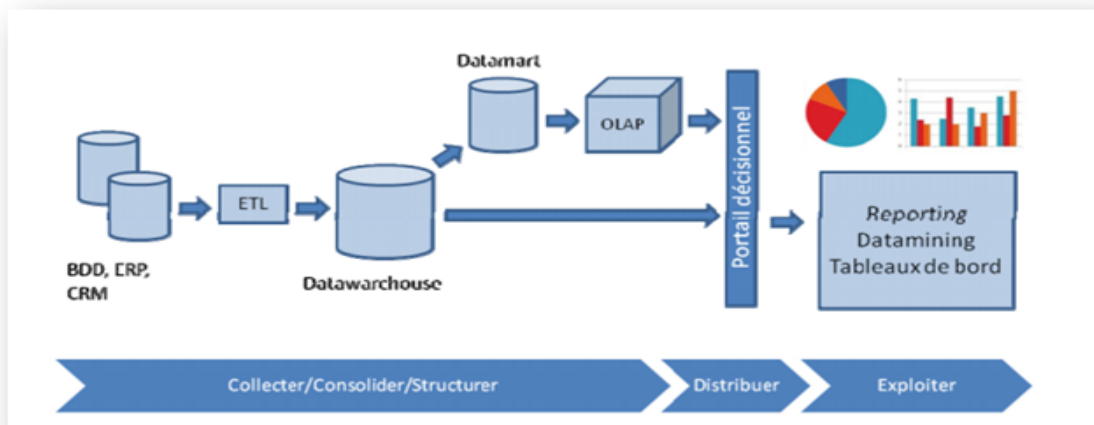 Datamart
OLAP
ETL
BDD, ERP,
CRM
Datawarehouse
Portail décisionnel
Reporting
Datamining
Tableaux de bord
Collecter/Consolider/Structurer
Distribuer
Exploiter